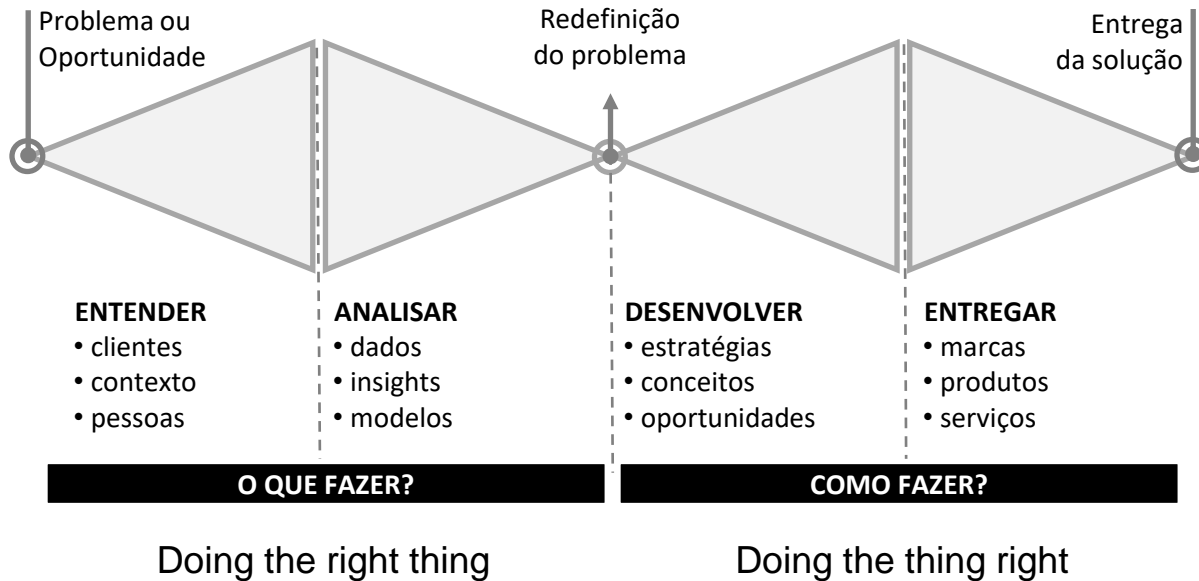 Problema ou
Oportunidade
Redefinição
do problema
Entrega
da solução
ENTENDER
• clientes
• contexto
• pessoas
ANALISAR
• dados
• insights
• modelos
DESENVOLVER
• estratégias
• conceitos
• oportunidades
ENTREGAR
• marcas
• produtos
• serviços
O QUE FAZER?
COMO FAZER?
Doing the right thing
Doing the thing right